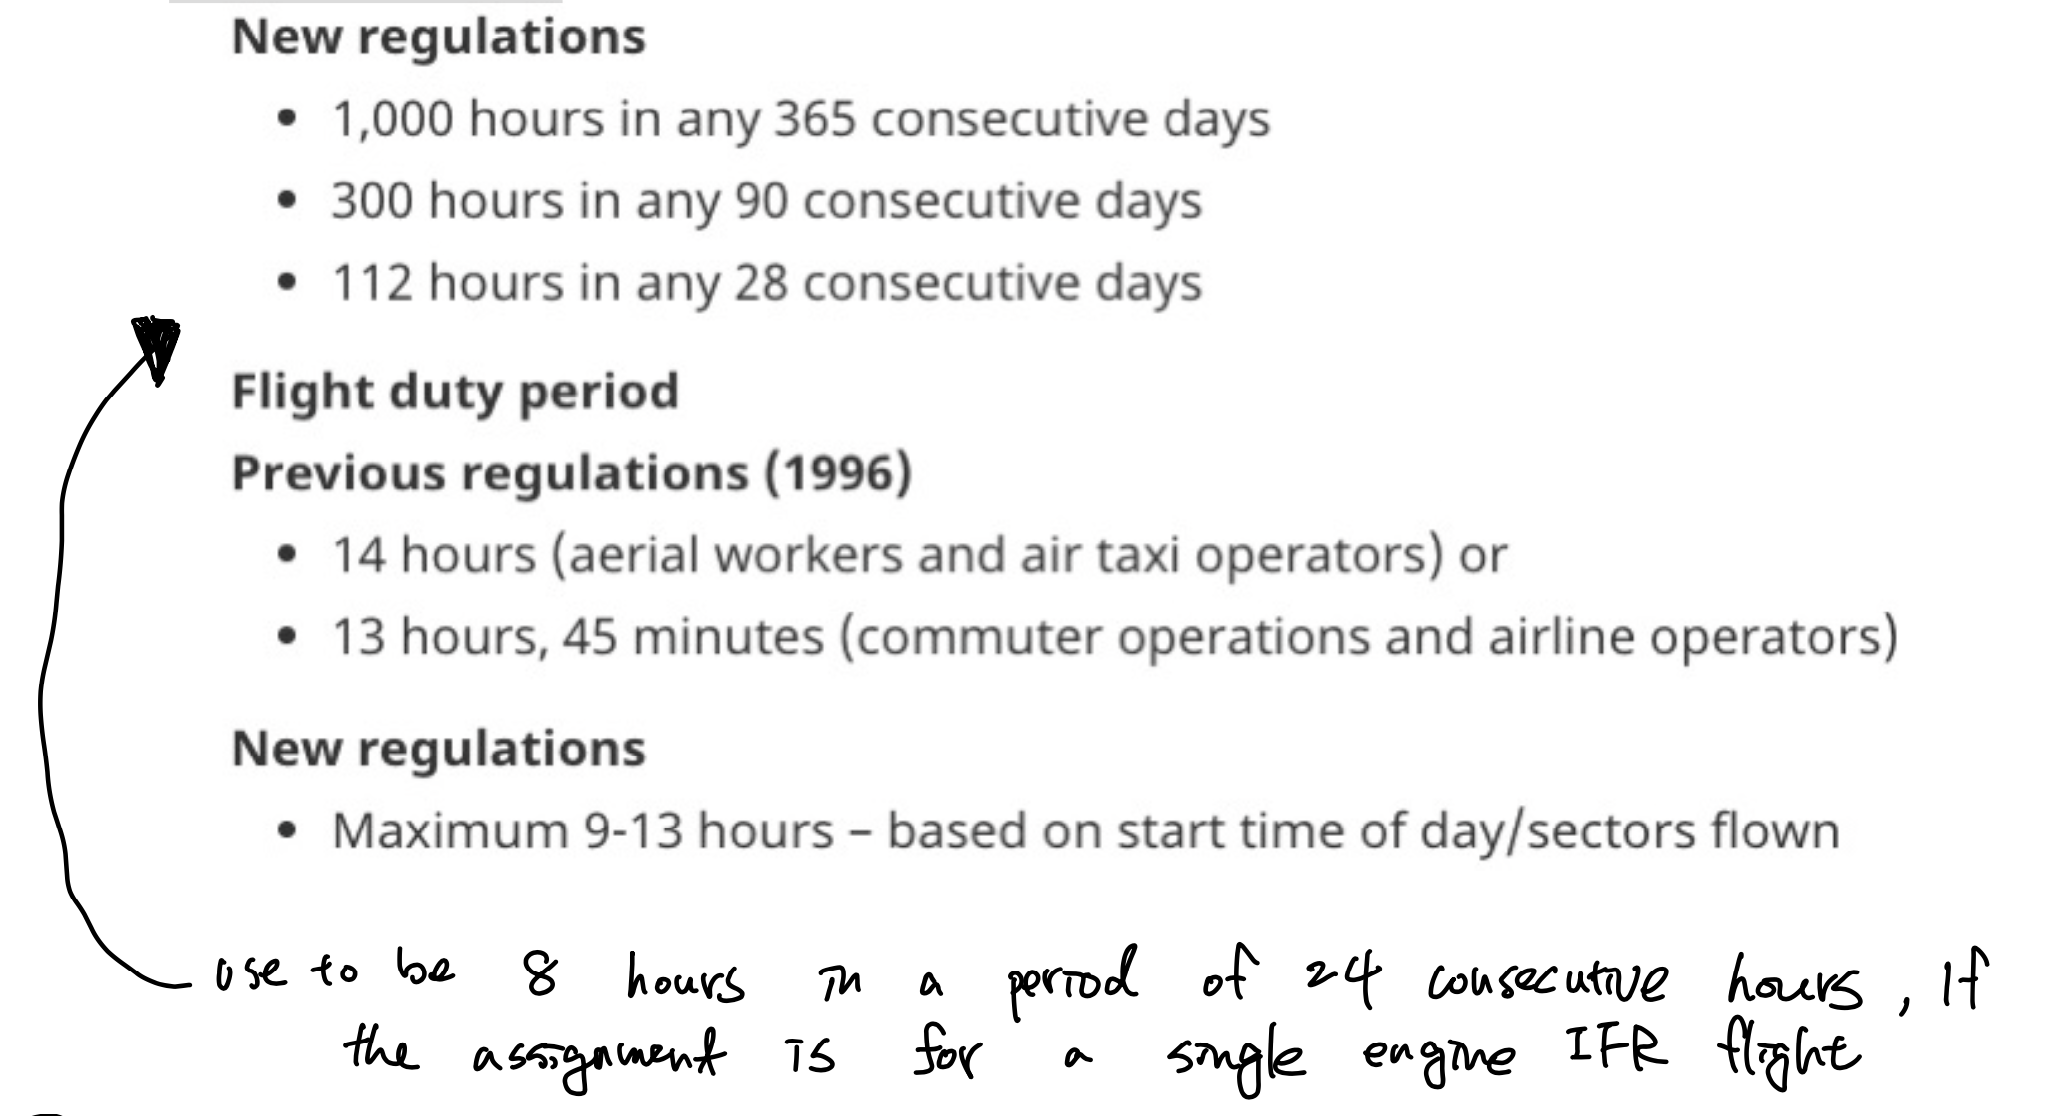 New regulations
• 1,000 hours in any 365 consecutive days
• 300 hours in any 90 consecutive days
• 112 hours in any 28 consecutive days
Flight duty period
Previous regulations (1996)
• 14 hours (aerial workers and air taxi operators) or
• 13 hours, 45 minutes (commuter operations and airline operators)
New regulations
• Maximum 9-13 hours – based on start time of day/sectors flown
use to be 8 hours in a period of 24 consecutive hours, If
the assignment is for a single engine IFR flight